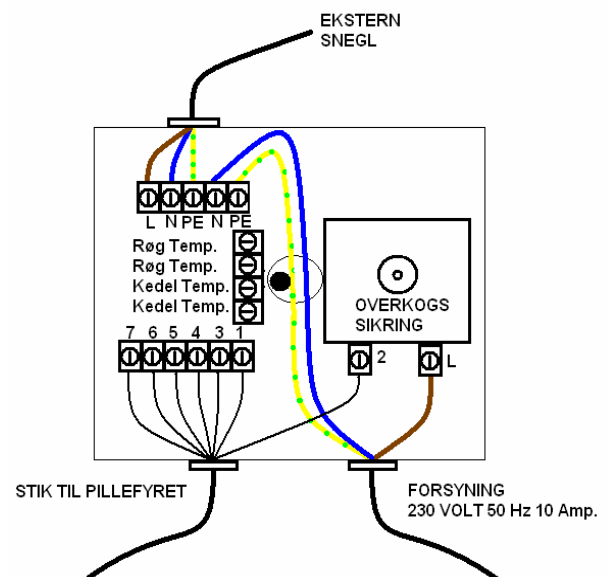 EKSTERN
SNEGL
L N PE N PE
Røg Temp.
Røg Temp.
Kedel Temp.
Kedel Temp.
OVERKOGS
SIKRING
7 6 5 4 3 1
2 L
STIK TIL PILLEFYRET
FORSYNING
230 VOLT 50 Hz 10 Amp.